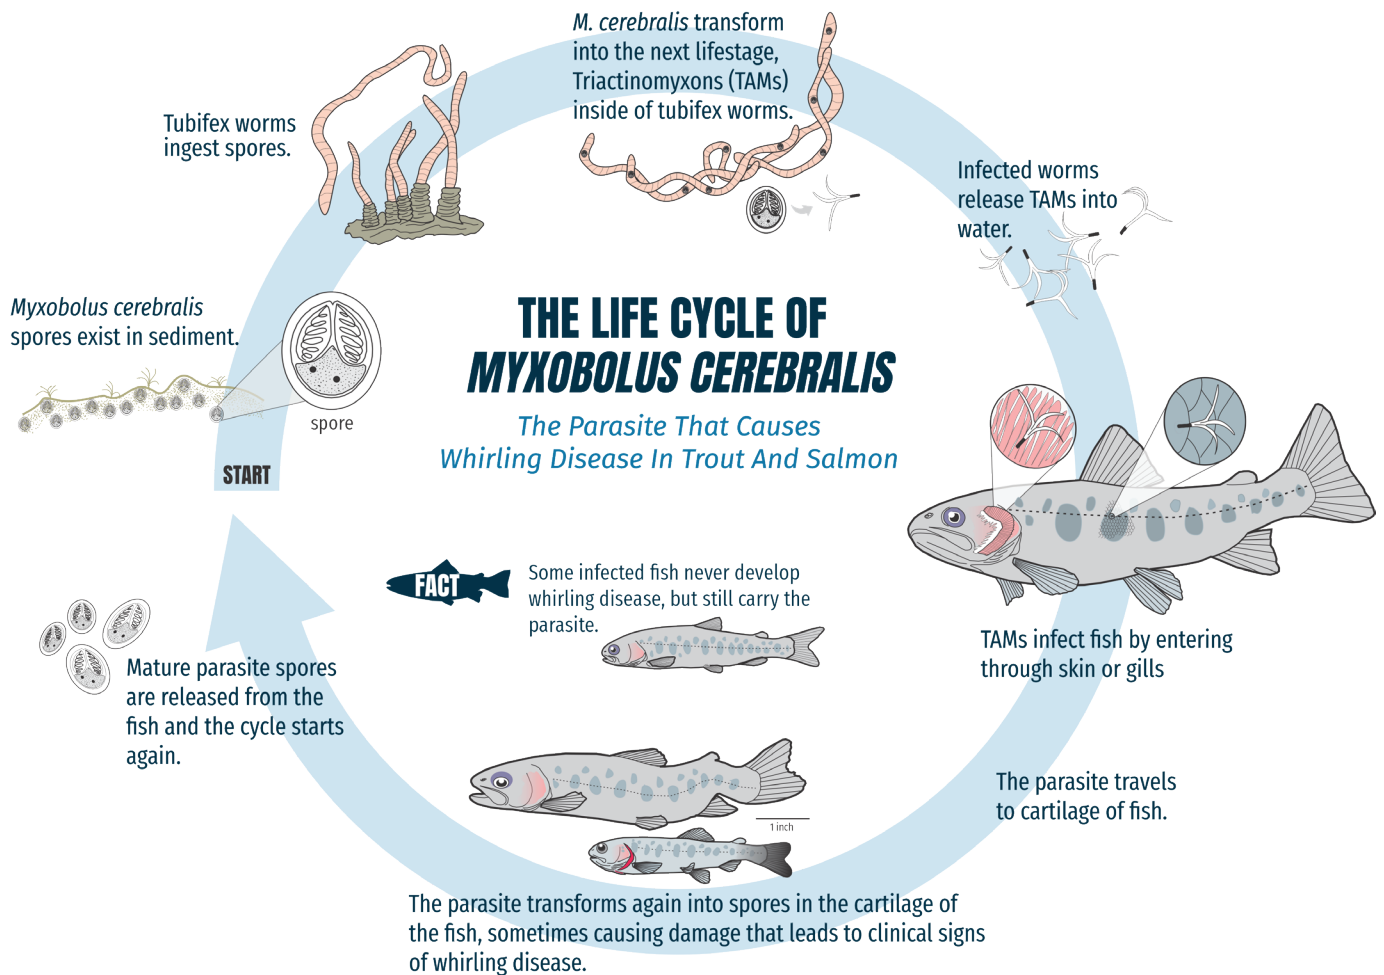 THE LIFE CYCLE OF
MYXOBOLUS CEREBRALIS
The Parasite That Causes
Whirling Disease In Trout And Salmon
START
Myxobolus cerebralis
spores exist in sediment.
spore
Tubifex worms
ingest spores.
M. cerebralis transform
into the next lifestage,
Triactinomyxons (TAMs)
inside of tubifex worms.
Infected worms
release TAMs into
water.
TAMs infect fish by entering
through skin or gills
The parasite travels
to cartilage of fish.
1 inch
The parasite transforms again into spores in the cartilage of
the fish, sometimes causing damage that leads to clinical signs
of whirling disease.
Mature parasite spores
are released from the
fish and the cycle starts
again.
FACT
Some infected fish never develop
whirling disease, but still carry the
parasite.